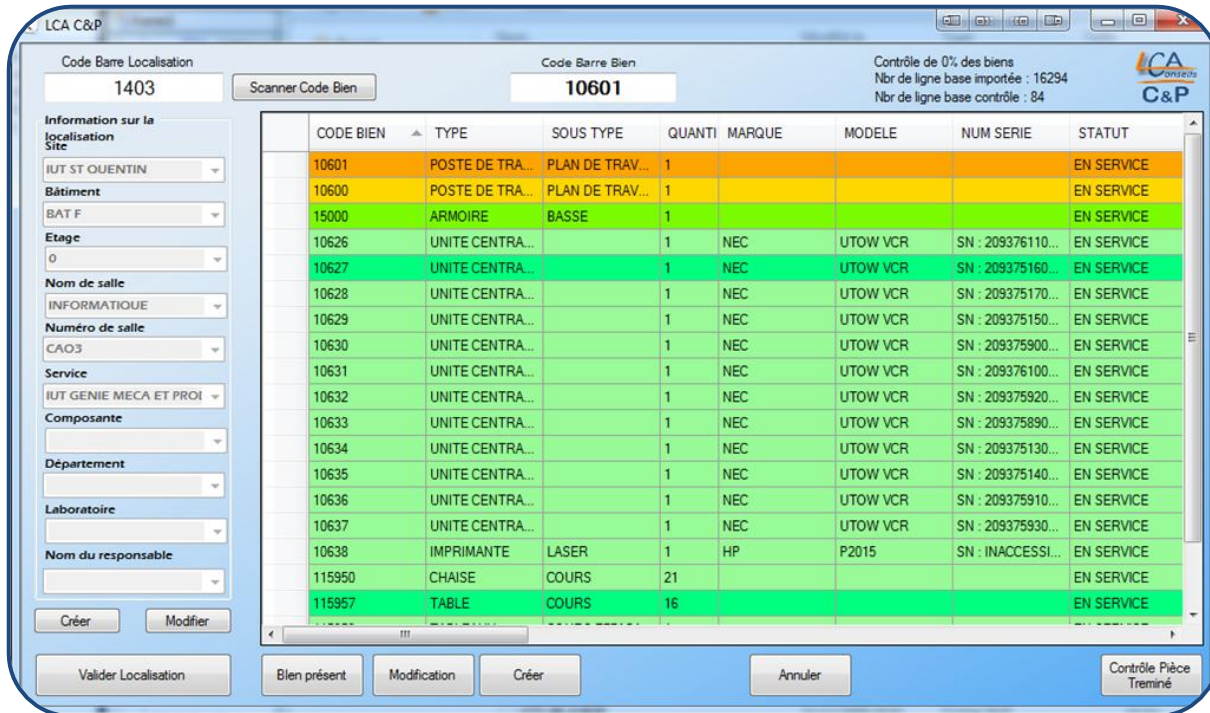 LCA C&P
Code Barre Localisation
1403
Scanner Code Bien
Code Barre Bien
10601
Contrôle de 0% des biens
Nbr de ligne base importée : 16294
Nbr de ligne base contrôle : 84
LCA
Conseils
C&P
Information sur la
localisation
Site
IUT ST QUENTIN
Bâtiment
BAT F
Etage
0
Nom de salle
INFORMATIQUE
Numéro de salle
CAO3
Service
IUT GENIE MECA ET PROI
Composante
Département
Laboratoire
Nom du responsable
Créer Modifier
Valider Localisation
CODE BIEN TYPE SOUS TYPE QUANTI MARQUE MODELE NUM SERIE STATUT
10601 POSTE DE TRA... PLAN DE TRAV... 1 EN SERVICE
10600 POSTE DE TRA... PLAN DE TRAV... 1 EN SERVICE
15000 ARMOIRE BASSE 1 EN SERVICE
10626 UNITE CENTRA... 1 NEC UTOW VCR SN : 209376110... EN SERVICE
10627 UNITE CENTRA... 1 NEC UTOW VCR SN : 209375160... EN SERVICE
10628 UNITE CENTRA... 1 NEC UTOW VCR SN : 209375170... EN SERVICE
10629 UNITE CENTRA... 1 NEC UTOW VCR SN : 209375150... EN SERVICE
10630 UNITE CENTRA... 1 NEC UTOW VCR SN : 209375900... EN SERVICE
10631 UNITE CENTRA... 1 NEC UTOW VCR SN : 209376100... EN SERVICE
10632 UNITE CENTRA... 1 NEC UTOW VCR SN : 209375920... EN SERVICE
10633 UNITE CENTRA... 1 NEC UTOW VCR SN : 209375890... EN SERVICE
10634 UNITE CENTRA... 1 NEC UTOW VCR SN : 209375130... EN SERVICE
10635 UNITE CENTRA... 1 NEC UTOW VCR SN : 209375140... EN SERVICE
10636 UNITE CENTRA... 1 NEC UTOW VCR SN : 209375910... EN SERVICE
10637 UNITE CENTRA... 1 NEC UTOW VCR SN : 209375930... EN SERVICE
10638 IMPRIMANTE LASER 1 HP P2015 SN : INACCESSI... EN SERVICE
115950 CHAISE COURS 21 EN SERVICE
115957 TABLE COURS 16 EN SERVICE
Bien présent Modification Créer Annuler
Contrôle Pièce
Treminé